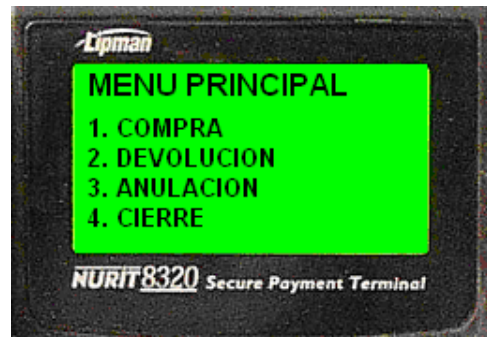 Lipman
MENU PRINCIPAL
1. COMPRA
2. DEVOLUCION
3. ANULACION
4. CIERRE
NURIT 8320 Secure Payment Terminal